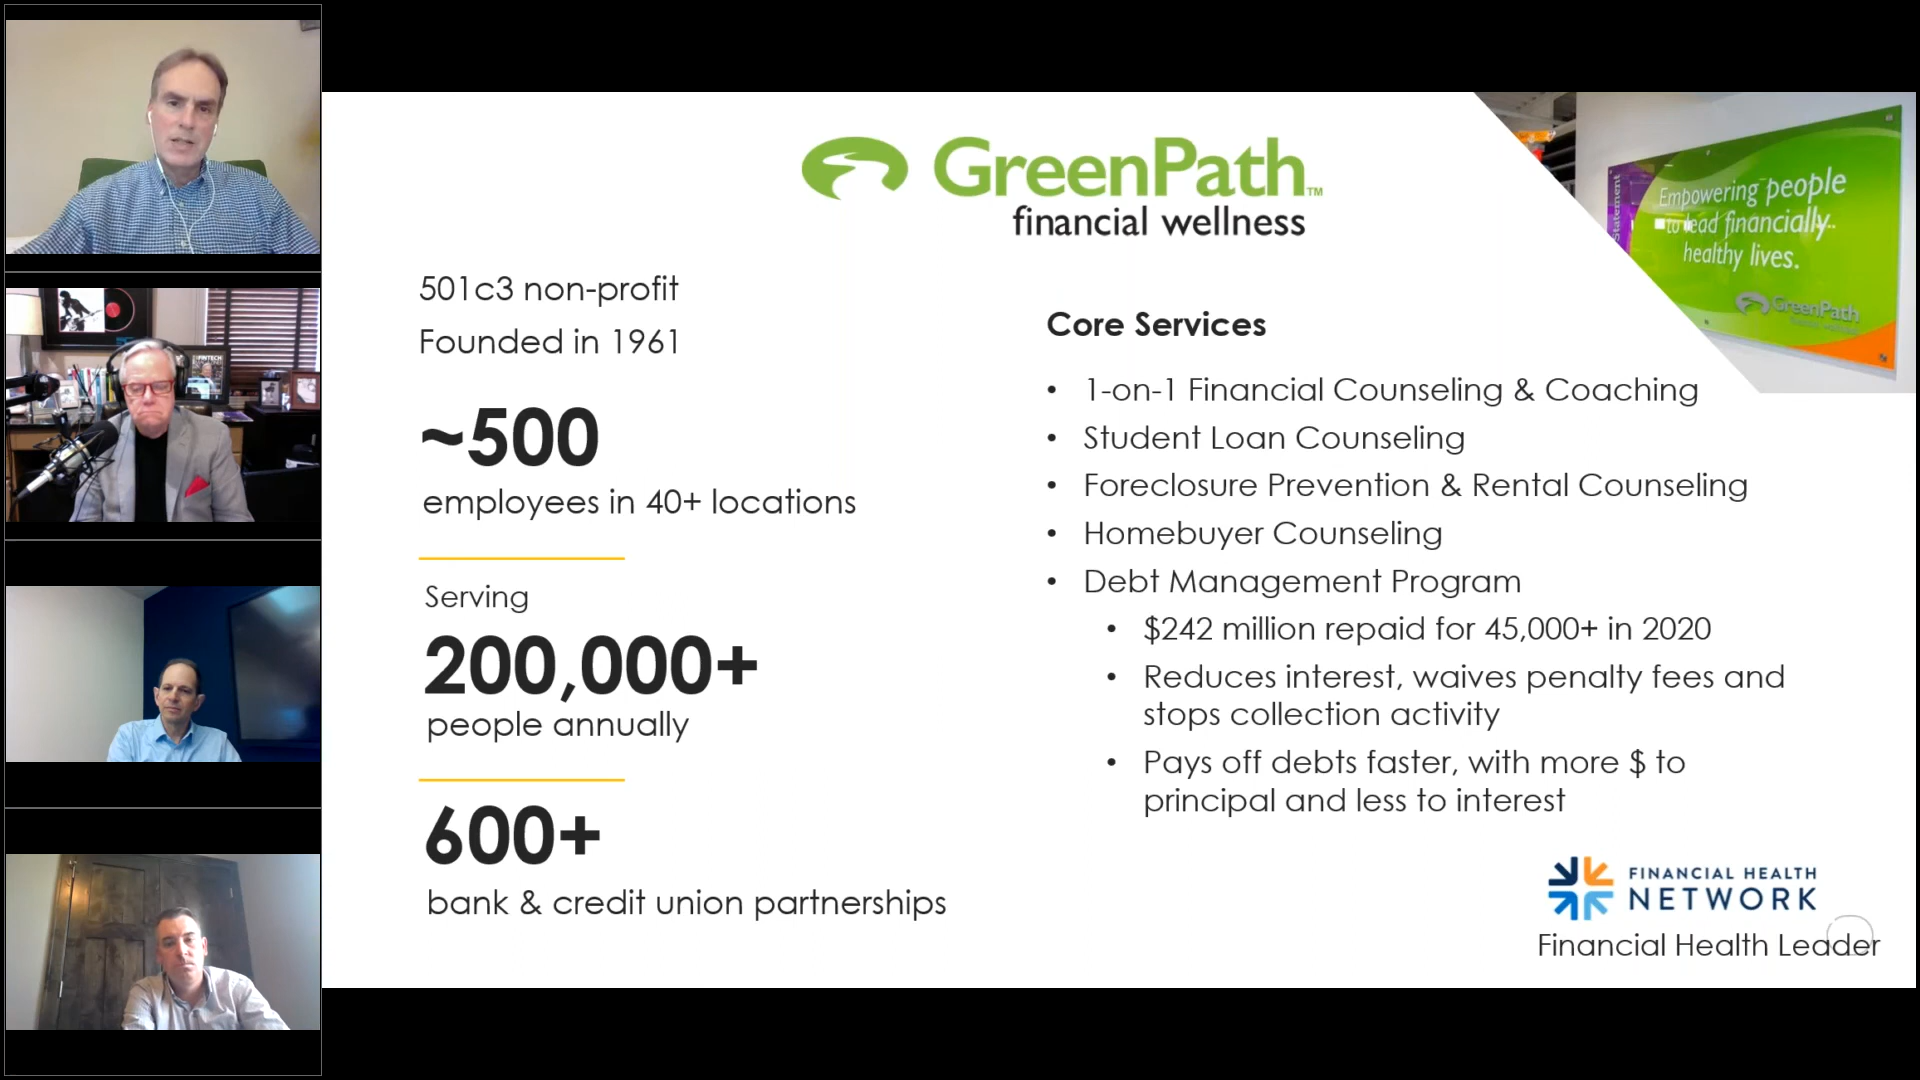 GreenPath™
financial wellness
501c3 non-profit
Founded in 1961
~500
employees in 40+ locations
Serving
200,000+
people annually
600+
bank & credit union partnerships
Core Services
• 1-on-1 Financial Counseling & Coaching
• Student Loan Counseling
• Foreclosure Prevention & Rental Counseling
• Homebuyer Counseling
• Debt Management Program
• $242 million repaid for 45,000+ in 2020
• Reduces interest, waives penalty fees and
stops collection activity
• Pays off debts faster, with more $ to
principal and less to interest
Statement
Empowering people
to lead financially
healthy lives.
GreenPath
FINANCIAL HEALTH
NETWORK
Financial Health Leader
FINTECH